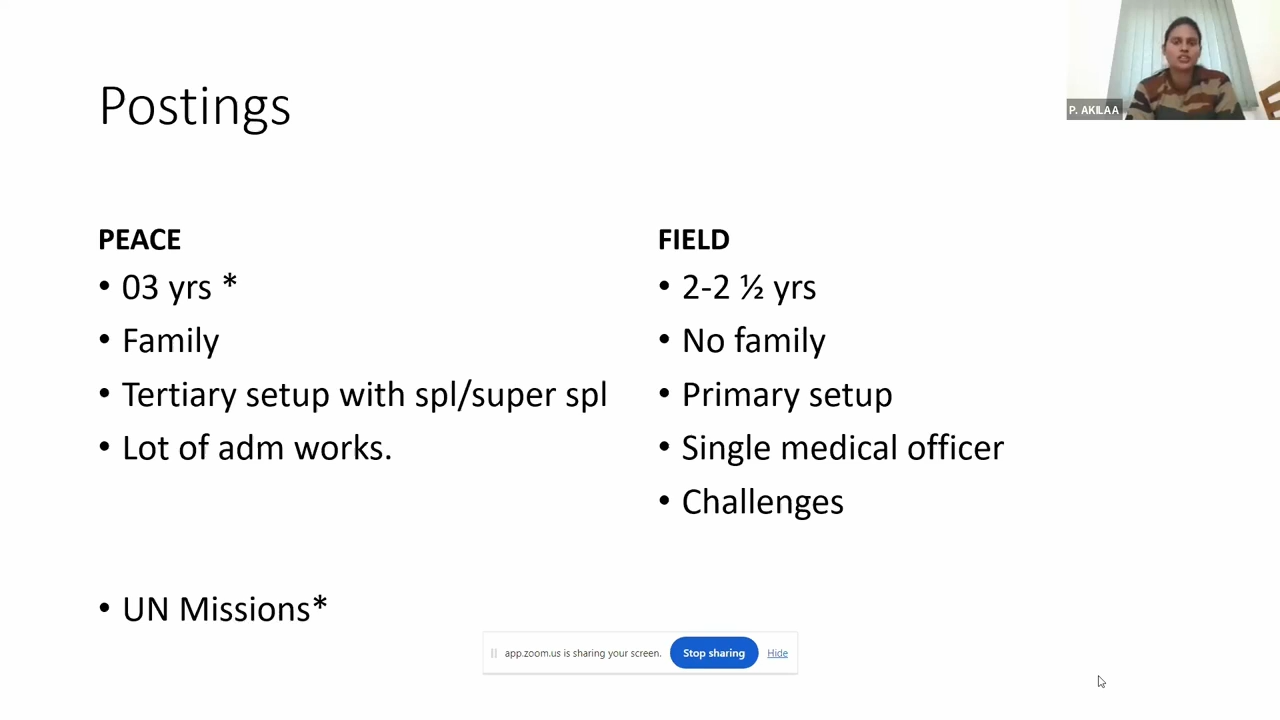 Postings
P. AKILAA
PEACE
• 03 yrs *
• Family
• Tertiary setup with spl/super spl
• Lot of adm works.
• UN Missions*
FIELD
• 2-2 ½ yrs
• No family
• Primary setup
• Single medical officer
• Challenges
app.zoom.us is sharing your screen. Stop sharing Hide